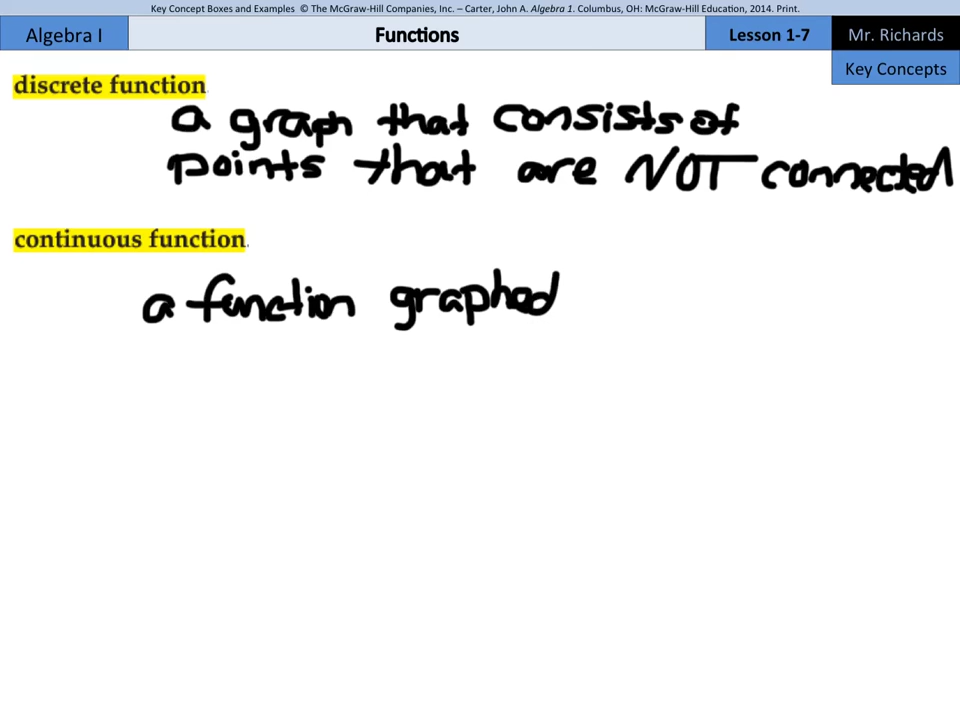 Key Concept Boxes and Examples © The McGraw-Hill Companies, Inc. – Carter, John A. Algebra 1. Columbus, OH: McGraw-Hill Education, 2014. Print.
Algebra I Functions Lesson 1-7 Mr. Richards
Key Concepts
discrete function.
a graph that consists of
points that are NOT connected
continuous function.
a function graphed